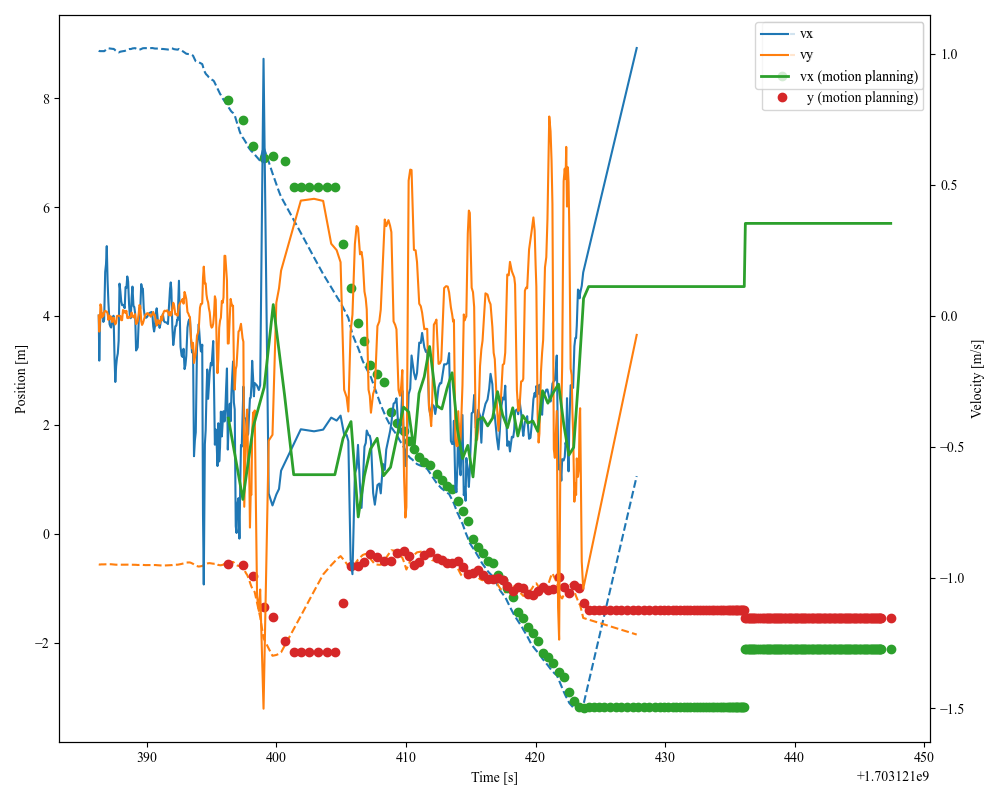 vx
vy
vx (motion planning)
y (motion planning)
8
6
4
2
0
−2
1.0
0.5
0.0
−0.5
−1.0
−1.5
Position [m]
Velocity [m/s]
390
400
410
420
430
440
450
Time [s]
+1.703121e9